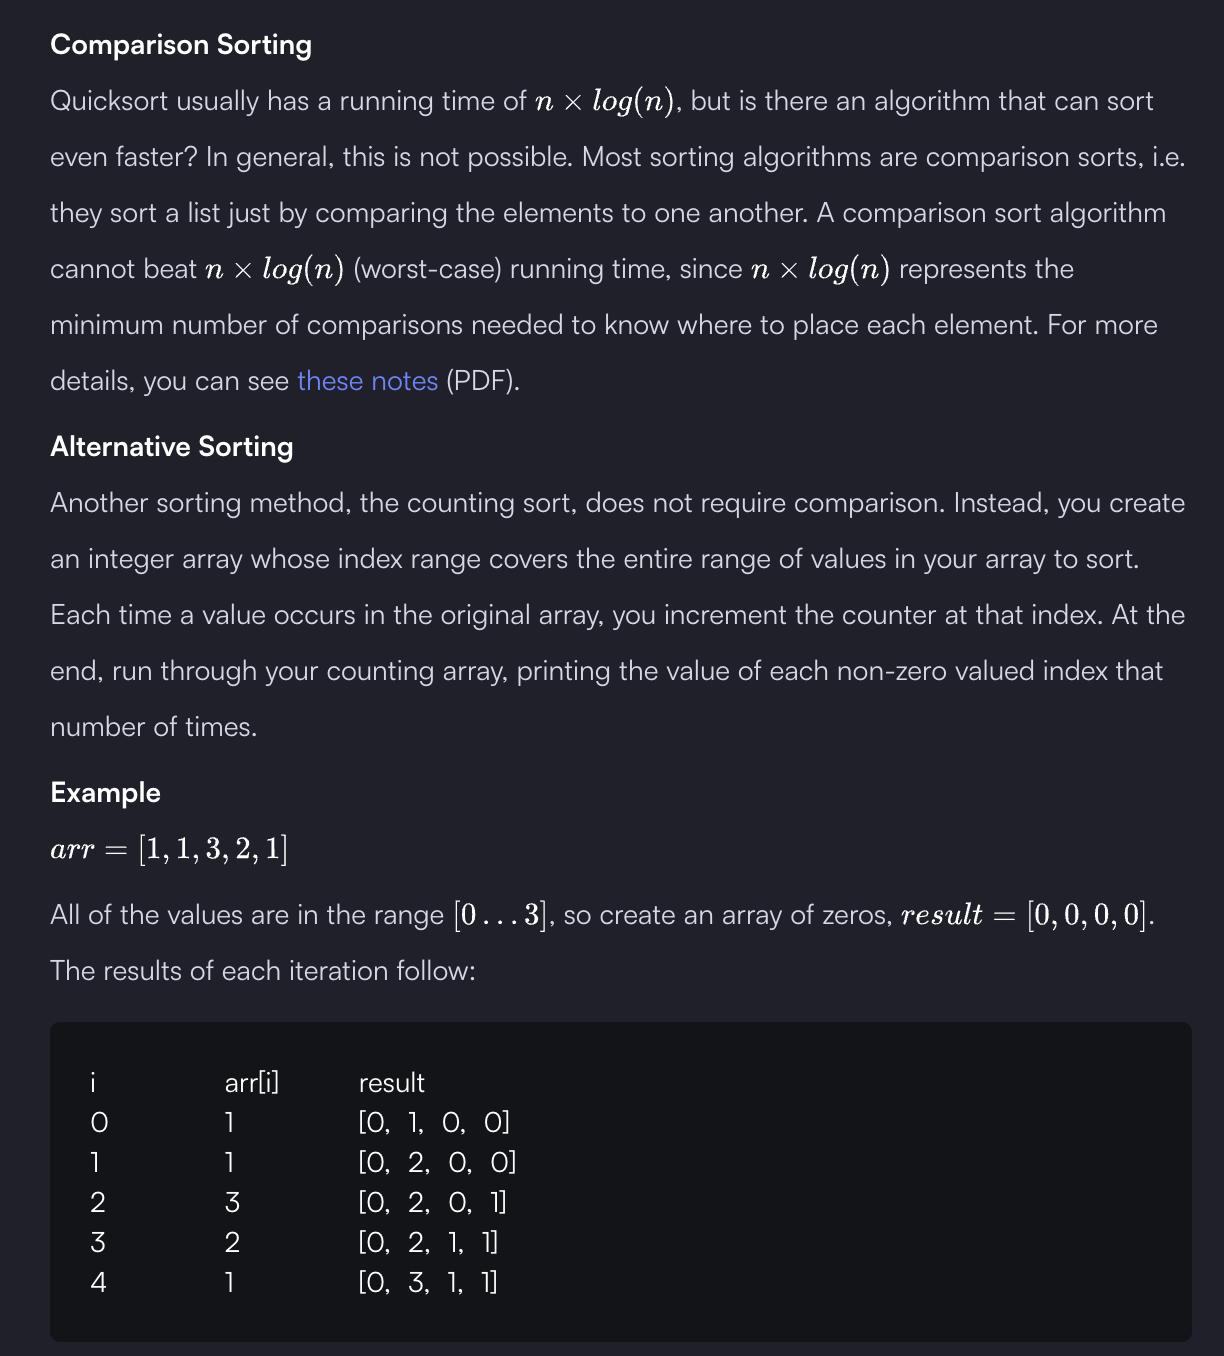 Comparison Sorting
Quicksort usually has a running time of n × log(n), but is there an algorithm that can sort
even faster? In general, this is not possible. Most sorting algorithms are comparison sorts, i.e.
they sort a list just by comparing the elements to one another. A comparison sort algorithm
cannot beat n × log(n) (worst-case) running time, since n × log(n) represents the
minimum number of comparisons needed to know where to place each element. For more
details, you can see these notes (PDF).
Alternative Sorting
Another sorting method, the counting sort, does not require comparison. Instead, you create
an integer array whose index range covers the entire range of values in your array to sort.
Each time a value occurs in the original array, you increment the counter at that index. At the
end, run through your counting array, printing the value of each non-zero valued index that
number of times.
Example
arr = [1, 1, 3, 2, 1]
All of the values are in the range [0 . . . 3], so create an array of zeros, result = [0, 0, 0, 0].
The results of each iteration follow:
i arr[i] result
0 1 [0, 1, 0, 0]
1 1 [0, 2, 0, 0]
2 3 [0, 2, 0, 1]
3 2 [0, 2, 1, 1]
4 1 [0, 3, 1, 1]